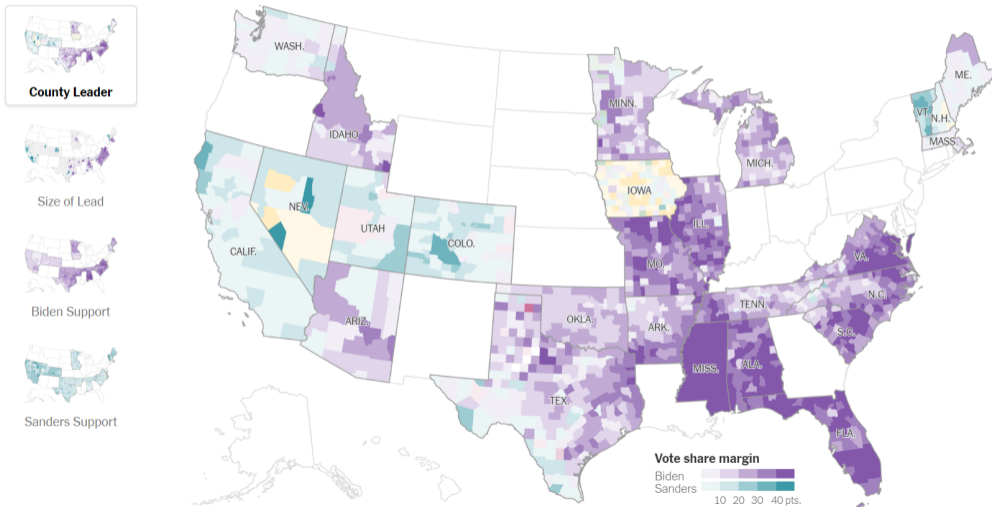 County Leader
Size of Lead
Biden Support
Sanders Support
WASH.
IDAHO
NEV.
UTAH
COLO.
CALIF.
ARIZ.
MINN.
IOWA
MICH.
ILL.
MO.
OKLA.
ARK.
TENN.
TEX.
MISS.
ALA.
VA.
N.C.
S.C.
FLA.
ME.
VT.
N.H.
MASS.
Vote share margin
Biden
Sanders
10 20 30 40 pts.